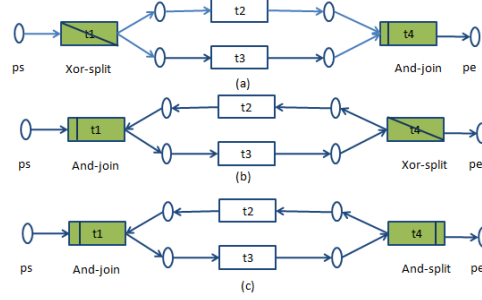 t2
t1
t4
t3
ps
pe
Xor-split
And-join
(a)
t2
t1
t4
t3
ps
pe
And-join
Xor-split
(b)
t2
t1
t4
t3
ps
pe
And-join
And-split
(c)